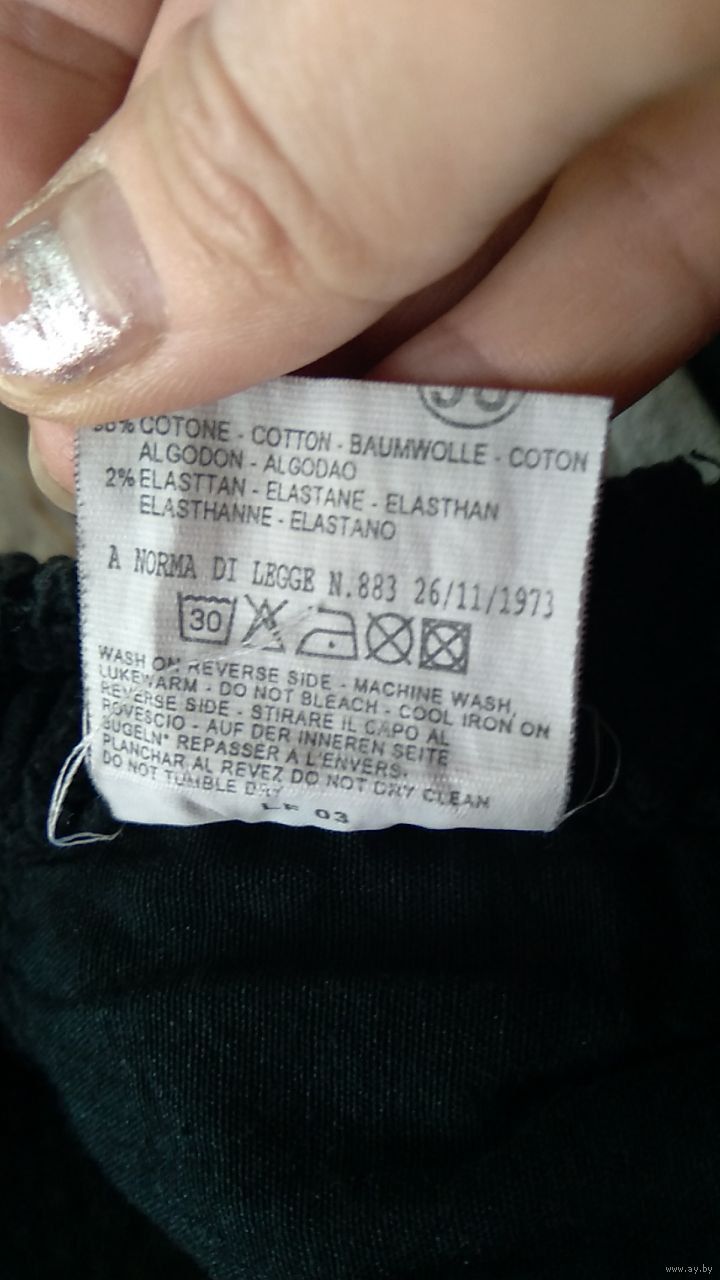 COTONE - COTTON - BAUMWOLLE - COTON
ALGODON - ALGODAO
2% ELASTTAN - ELASTANE - ELASTHAN
ELASTHANNE - ELASTANO
A NORMA DI LEGGE N.883 26/11/1973
30
WASH ON REVERSE SIDE - MACHINE WASH,
LUKEWARM - DO NOT BLEACH - COOL IRON ON
REVERSE SIDE - STIRARE IL CAPO AL
ROVESCIO - AUF DER INNEREN SEITE
BUGELN" REPASSER A L'ENVERS.
PLANCHAR AL REVEZ DO NOT DRY CLEAN
DO NOT TUMBLE DRY
LF 03
www.ay.by